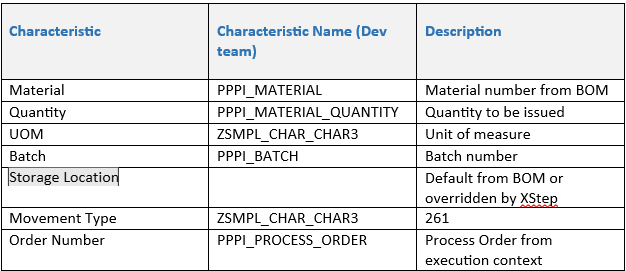 Characteristic Characteristic Name (Dev Description
team)
Material PPPI_MATERIAL Material number from BOM
Quantity PPPI_MATERIAL_QUANTITY Quantity to be issued
UOM ZSMPL_CHAR_CHAR3 Unit of measure
Batch PPPI_BATCH Batch number
Storage Location Default from BOM or
overridden by XStep
Movement Type ZSMPL_CHAR_CHAR3 261
Order Number PPPI_PROCESS_ORDER Process Order from
execution context